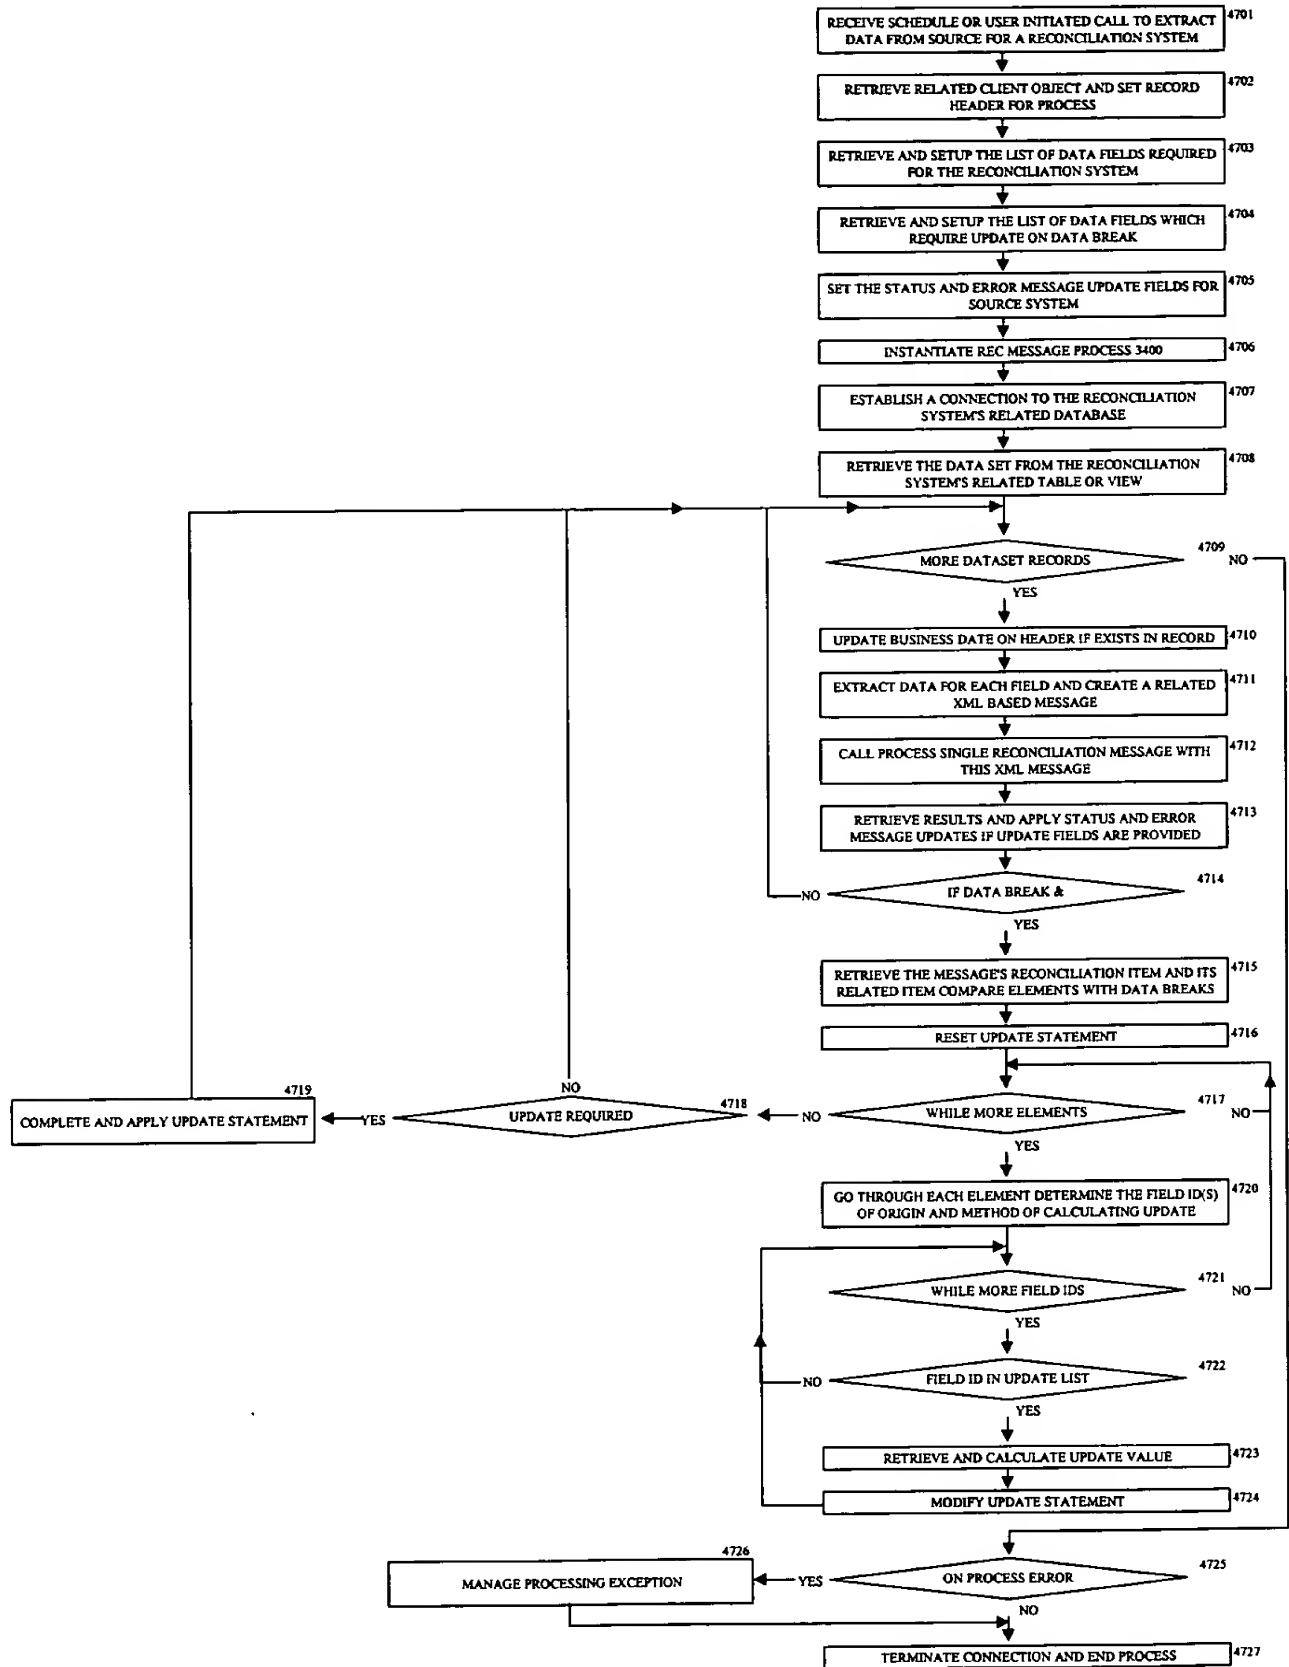 RECEIVE SCHEDULE OR USER INITIATED CALL TO EXTRACT
DATA FROM SOURCE FOR A RECONCILIATION SYSTEM
4701
RETRIEVE RELATED CLIENT OBJECT AND SET RECORD
HEADER FOR PROCESS
4702
RETRIEVE AND SETUP THE LIST OF DATA FIELDS REQUIRED
FOR THE RECONCILIATION SYSTEM
4703
RETRIEVE AND SETUP THE LIST OF DATA FIELDS WHICH
REQUIRE UPDATE ON DATA BREAK
4704
SET THE STATUS AND ERROR MESSAGE UPDATE FIELDS FOR
SOURCE SYSTEM
4705
INSTANTIATE REC MESSAGE PROCESS 3400
4706
ESTABLISH A CONNECTION TO THE RECONCILIATION
SYSTEM'S RELATED DATABASE
4707
RETRIEVE THE DATA SET FROM THE RECONCILIATION
SYSTEM'S RELATED TABLE OR VIEW
4708
MORE DATASET RECORDS
4709
NO
YES
UPDATE BUSINESS DATE ON HEADER IF EXISTS IN RECORD
4710
EXTRACT DATA FOR EACH FIELD AND CREATE A RELATED
XML BASED MESSAGE
4711
CALL PROCESS SINGLE RECONCILIATION MESSAGE WITH
THIS XML MESSAGE
4712
RETRIEVE RESULTS AND APPLY STATUS AND ERROR
MESSAGE UPDATES IF UPDATE FIELDS ARE PROVIDED
4713
NO
IF DATA BREAK &
4714
YES
RETRIEVE THE MESSAGE'S RECONCILIATION ITEM AND ITS
RELATED ITEM COMPARE ELEMENTS WITH DATA BREAKS
4715
RESET UPDATE STATEMENT
4716
COMPLETE AND APPLY UPDATE STATEMENT
4719
YES
NO
UPDATE REQUIRED
4718
NO
WHILE MORE ELEMENTS
4717
NO
YES
GO THROUGH EACH ELEMENT DETERMINE THE FIELD ID(S)
OF ORIGIN AND METHOD OF CALCULATING UPDATE
4720
WHILE MORE FIELD IDS
4721
NO
YES
NO
FIELD ID IN UPDATE LIST
4722
YES
RETRIEVE AND CALCULATE UPDATE VALUE
4723
MODIFY UPDATE STATEMENT
4724
MANAGE PROCESSING EXCEPTION
4726
YES
ON PROCESS ERROR
4725
NO
TERMINATE CONNECTION AND END PROCESS
4727